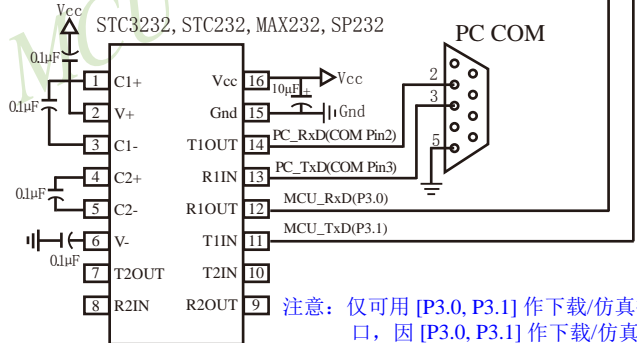 Vcc
STC3232, STC232, MAX232, SP232
PC COM
0.1μF
0.1μF
1 C1+
2 V+
3 C1-
4 C2+
5 C2-
6 V-
7 T2OUT
8 R2IN
0.1μF
0.1μF
Vcc 16
Gnd 15
T1OUT 14
R1IN 13
R1OUT 12
T1IN 11
T2IN 10
R2OUT 9
Vcc
10μF +
Gnd
PC_RxD(COM Pin2)
PC_TxD(COM Pin3)
MCU_RxD(P3.0)
MCU_TxD(P3.1)
2
3
5
MCU
注意：仅可用 [P3.0, P3.1] 作下载/仿真
口，因 [P3.0, P3.1] 作下载/仿真